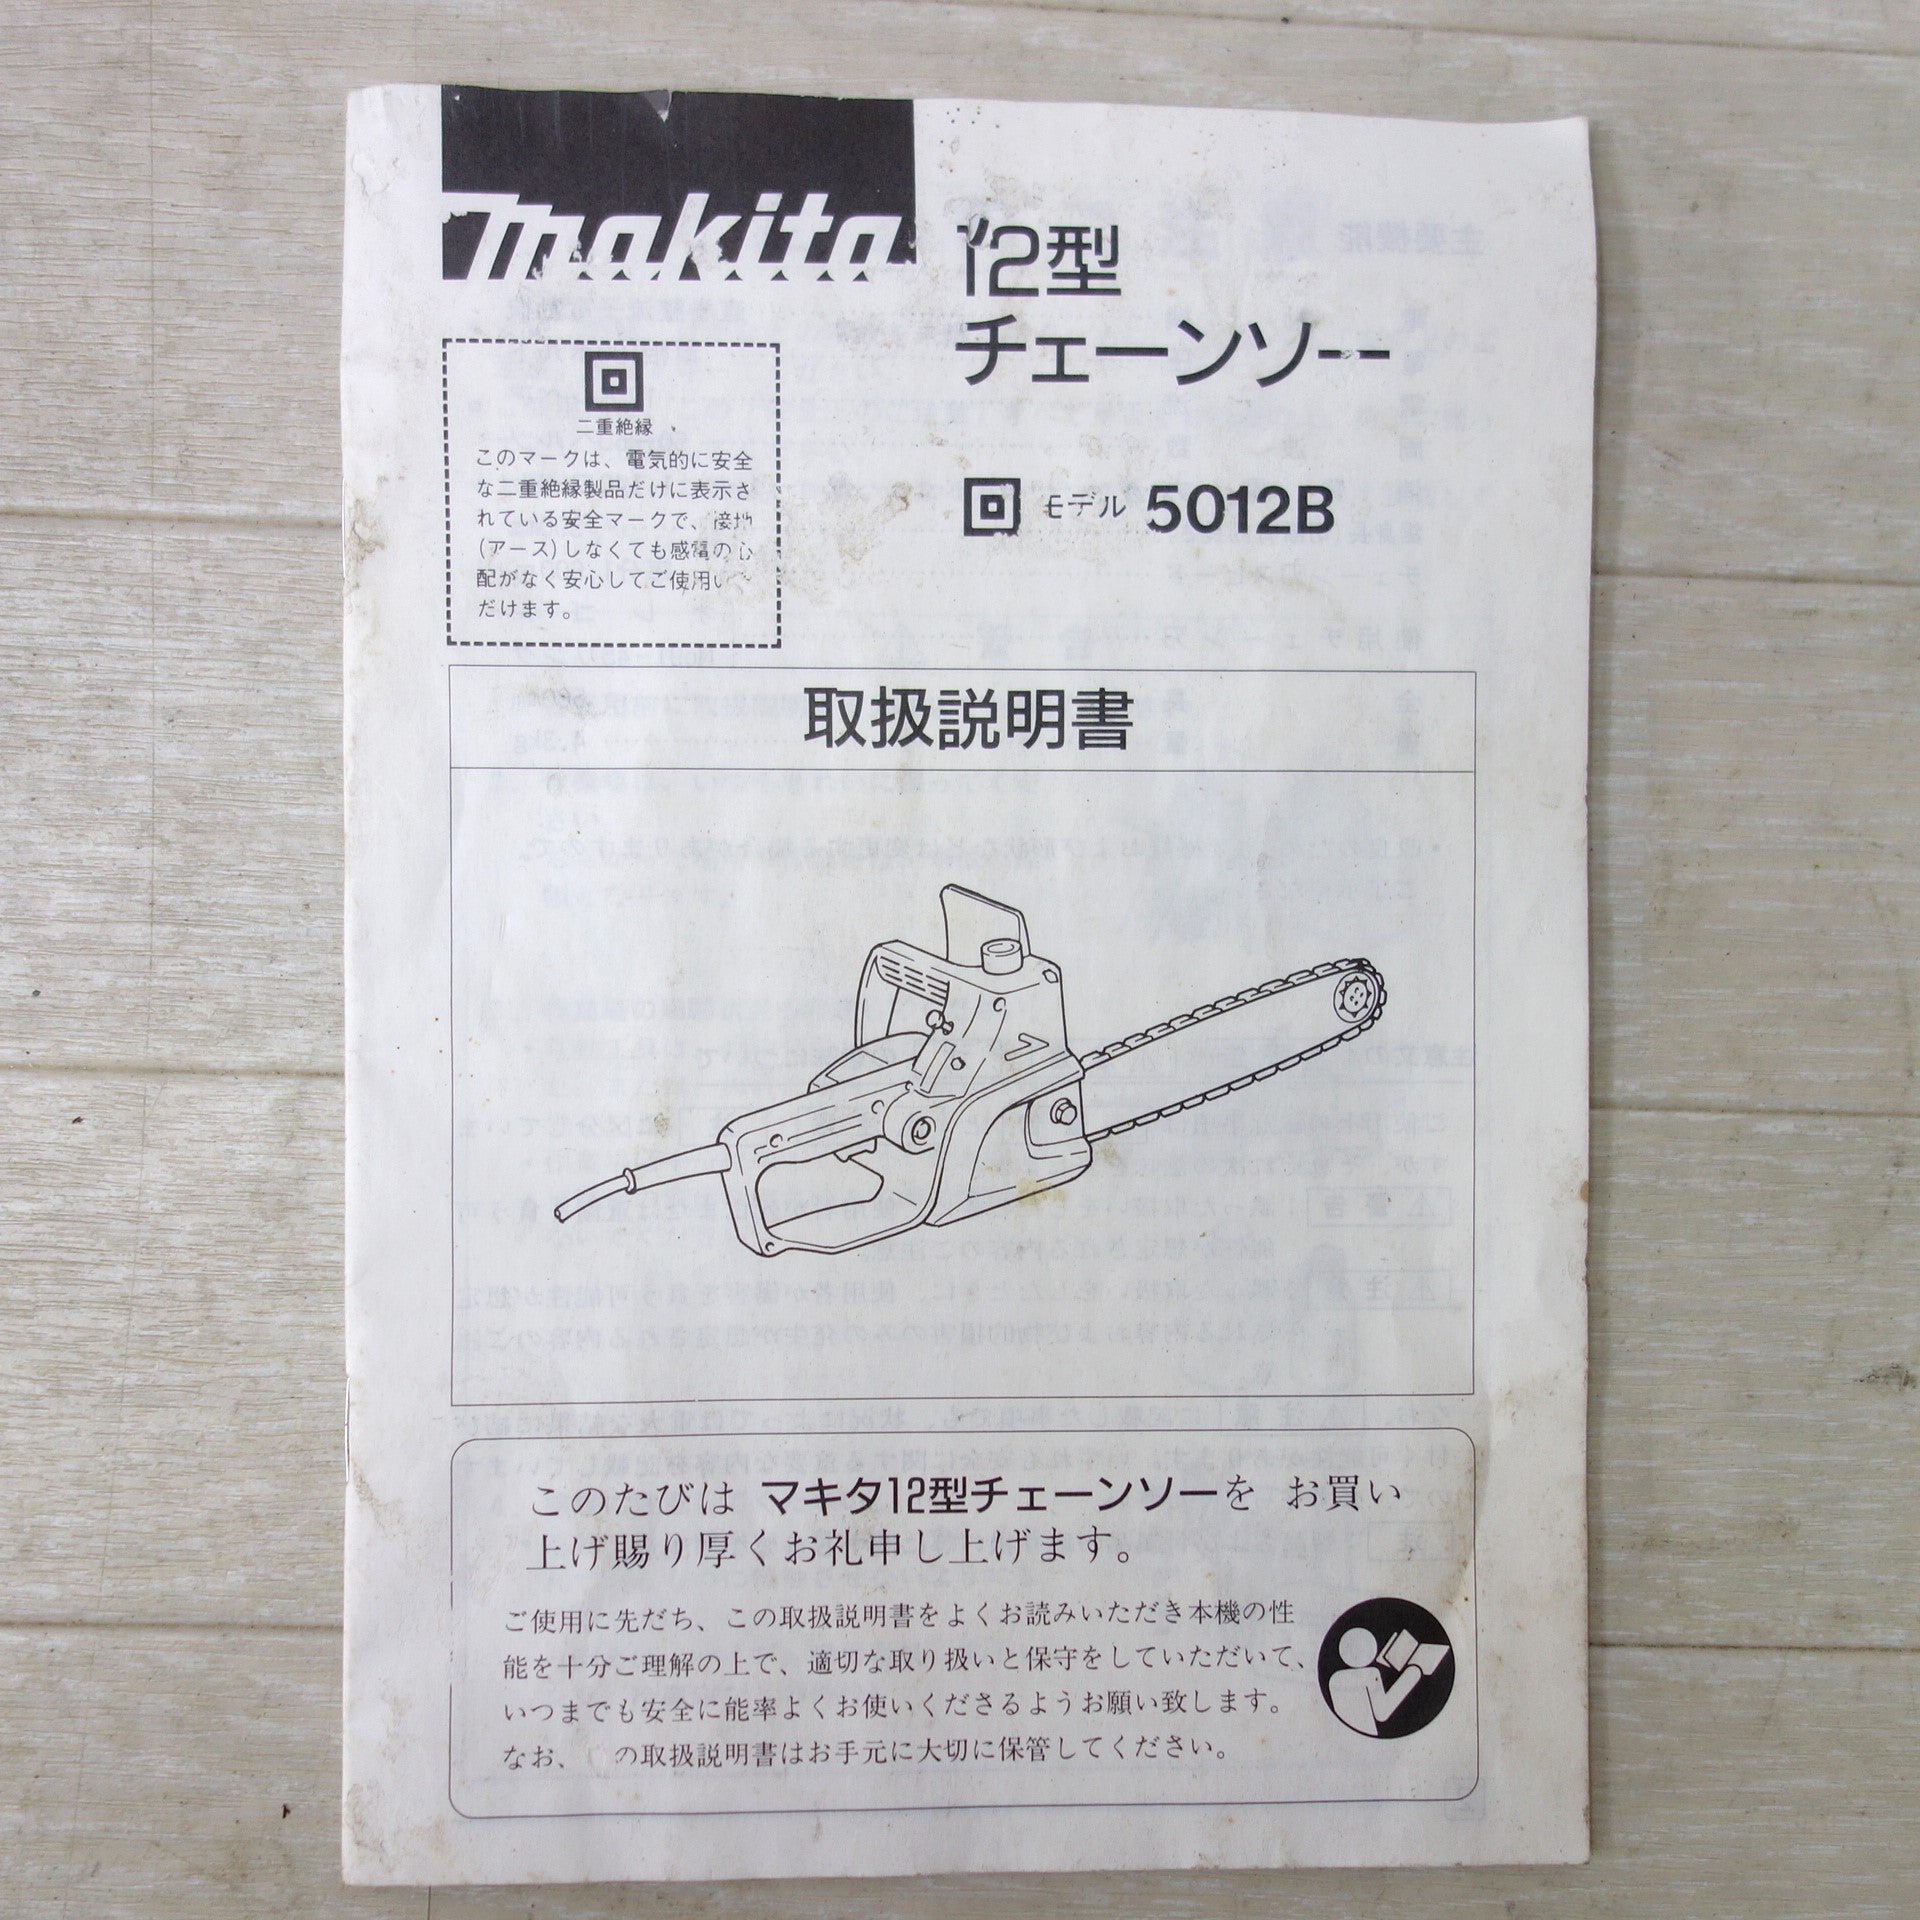 makita
12型
チェーンソー
モデル 5012B
二重絶縁
このマークは、電気的に安全
な二重絶縁製品だけに表示さ
れている安全マークで、接地
(アース)しなくても感電の心
配がなく安心してご使用いた
だけます。
取扱説明書
このたびは マキタ12型チェーンソーを お買い
上げ賜り厚くお礼申し上げます。
ご使用に先だち、この取扱説明書をよくお読みいただき本機の性
能を十分ご理解の上で、適切な取り扱いと保守をしていただいて、
いつまでも安全に能率よくお使いくださるようお願い致します。
なお、 の取扱説明書はお手元に大切に保管してください。